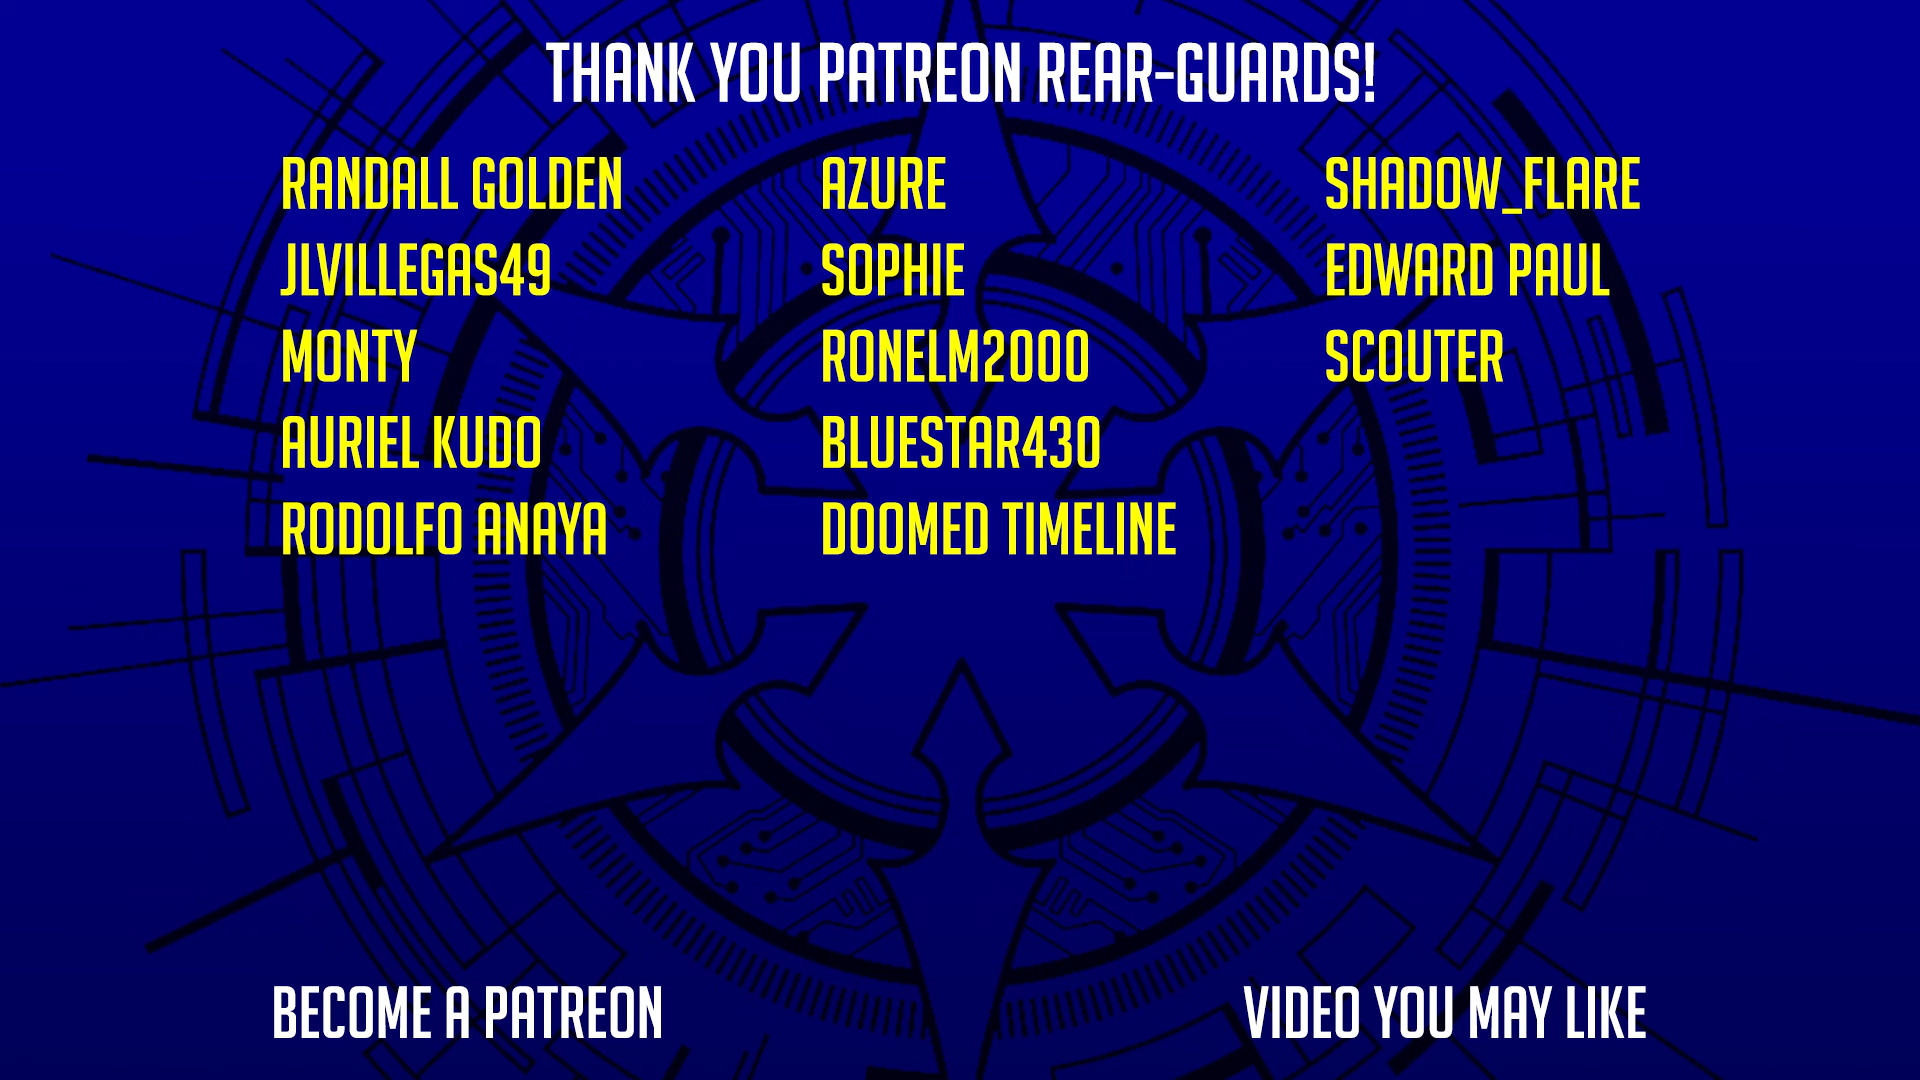 THANK YOU PATREON REAR-GUARDS!
RANDALL GOLDEN
JLVILLEGAS49
MONTY
AURIEL KUDO
RODOLFO ANAYA
AZURE
SOPHIE
RONELM2000
BLUESTAR430
DOOMED TIMELINE
SHADOW_FLARE
EDWARD PAUL
SCOUTER
BECOME A PATREON
VIDEO YOU MAY LIKE